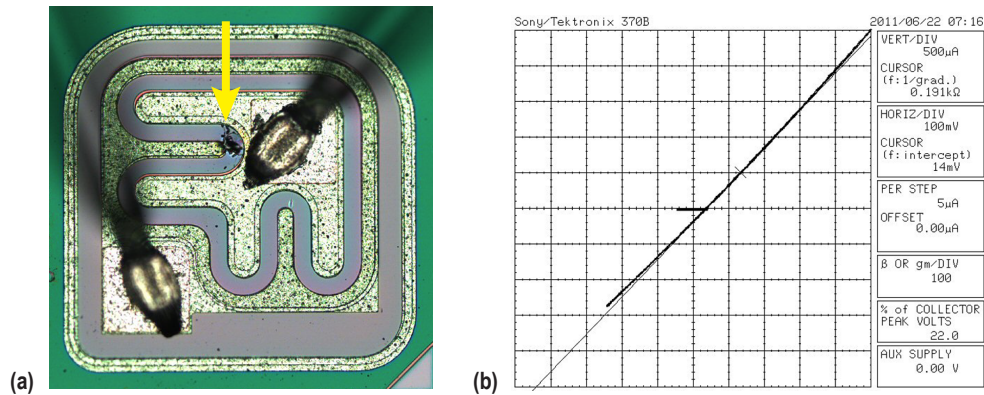 Sony/Tektronix 370B
2011/06/22 07:16
VERT/DIV
500µA
CURSOR
(f:1/grad.)
0.191kΩ
HORIZ/DIV
100mV
CURSOR
(f:intercept)
14mV
PER STEP
5µA
OFFSET
0.00µA
β OR gm/DIV
100
% of COLLECTOR
PEAK VOLTS
22.0
AUX SUPPLY
0.00 V
(a)
(b)